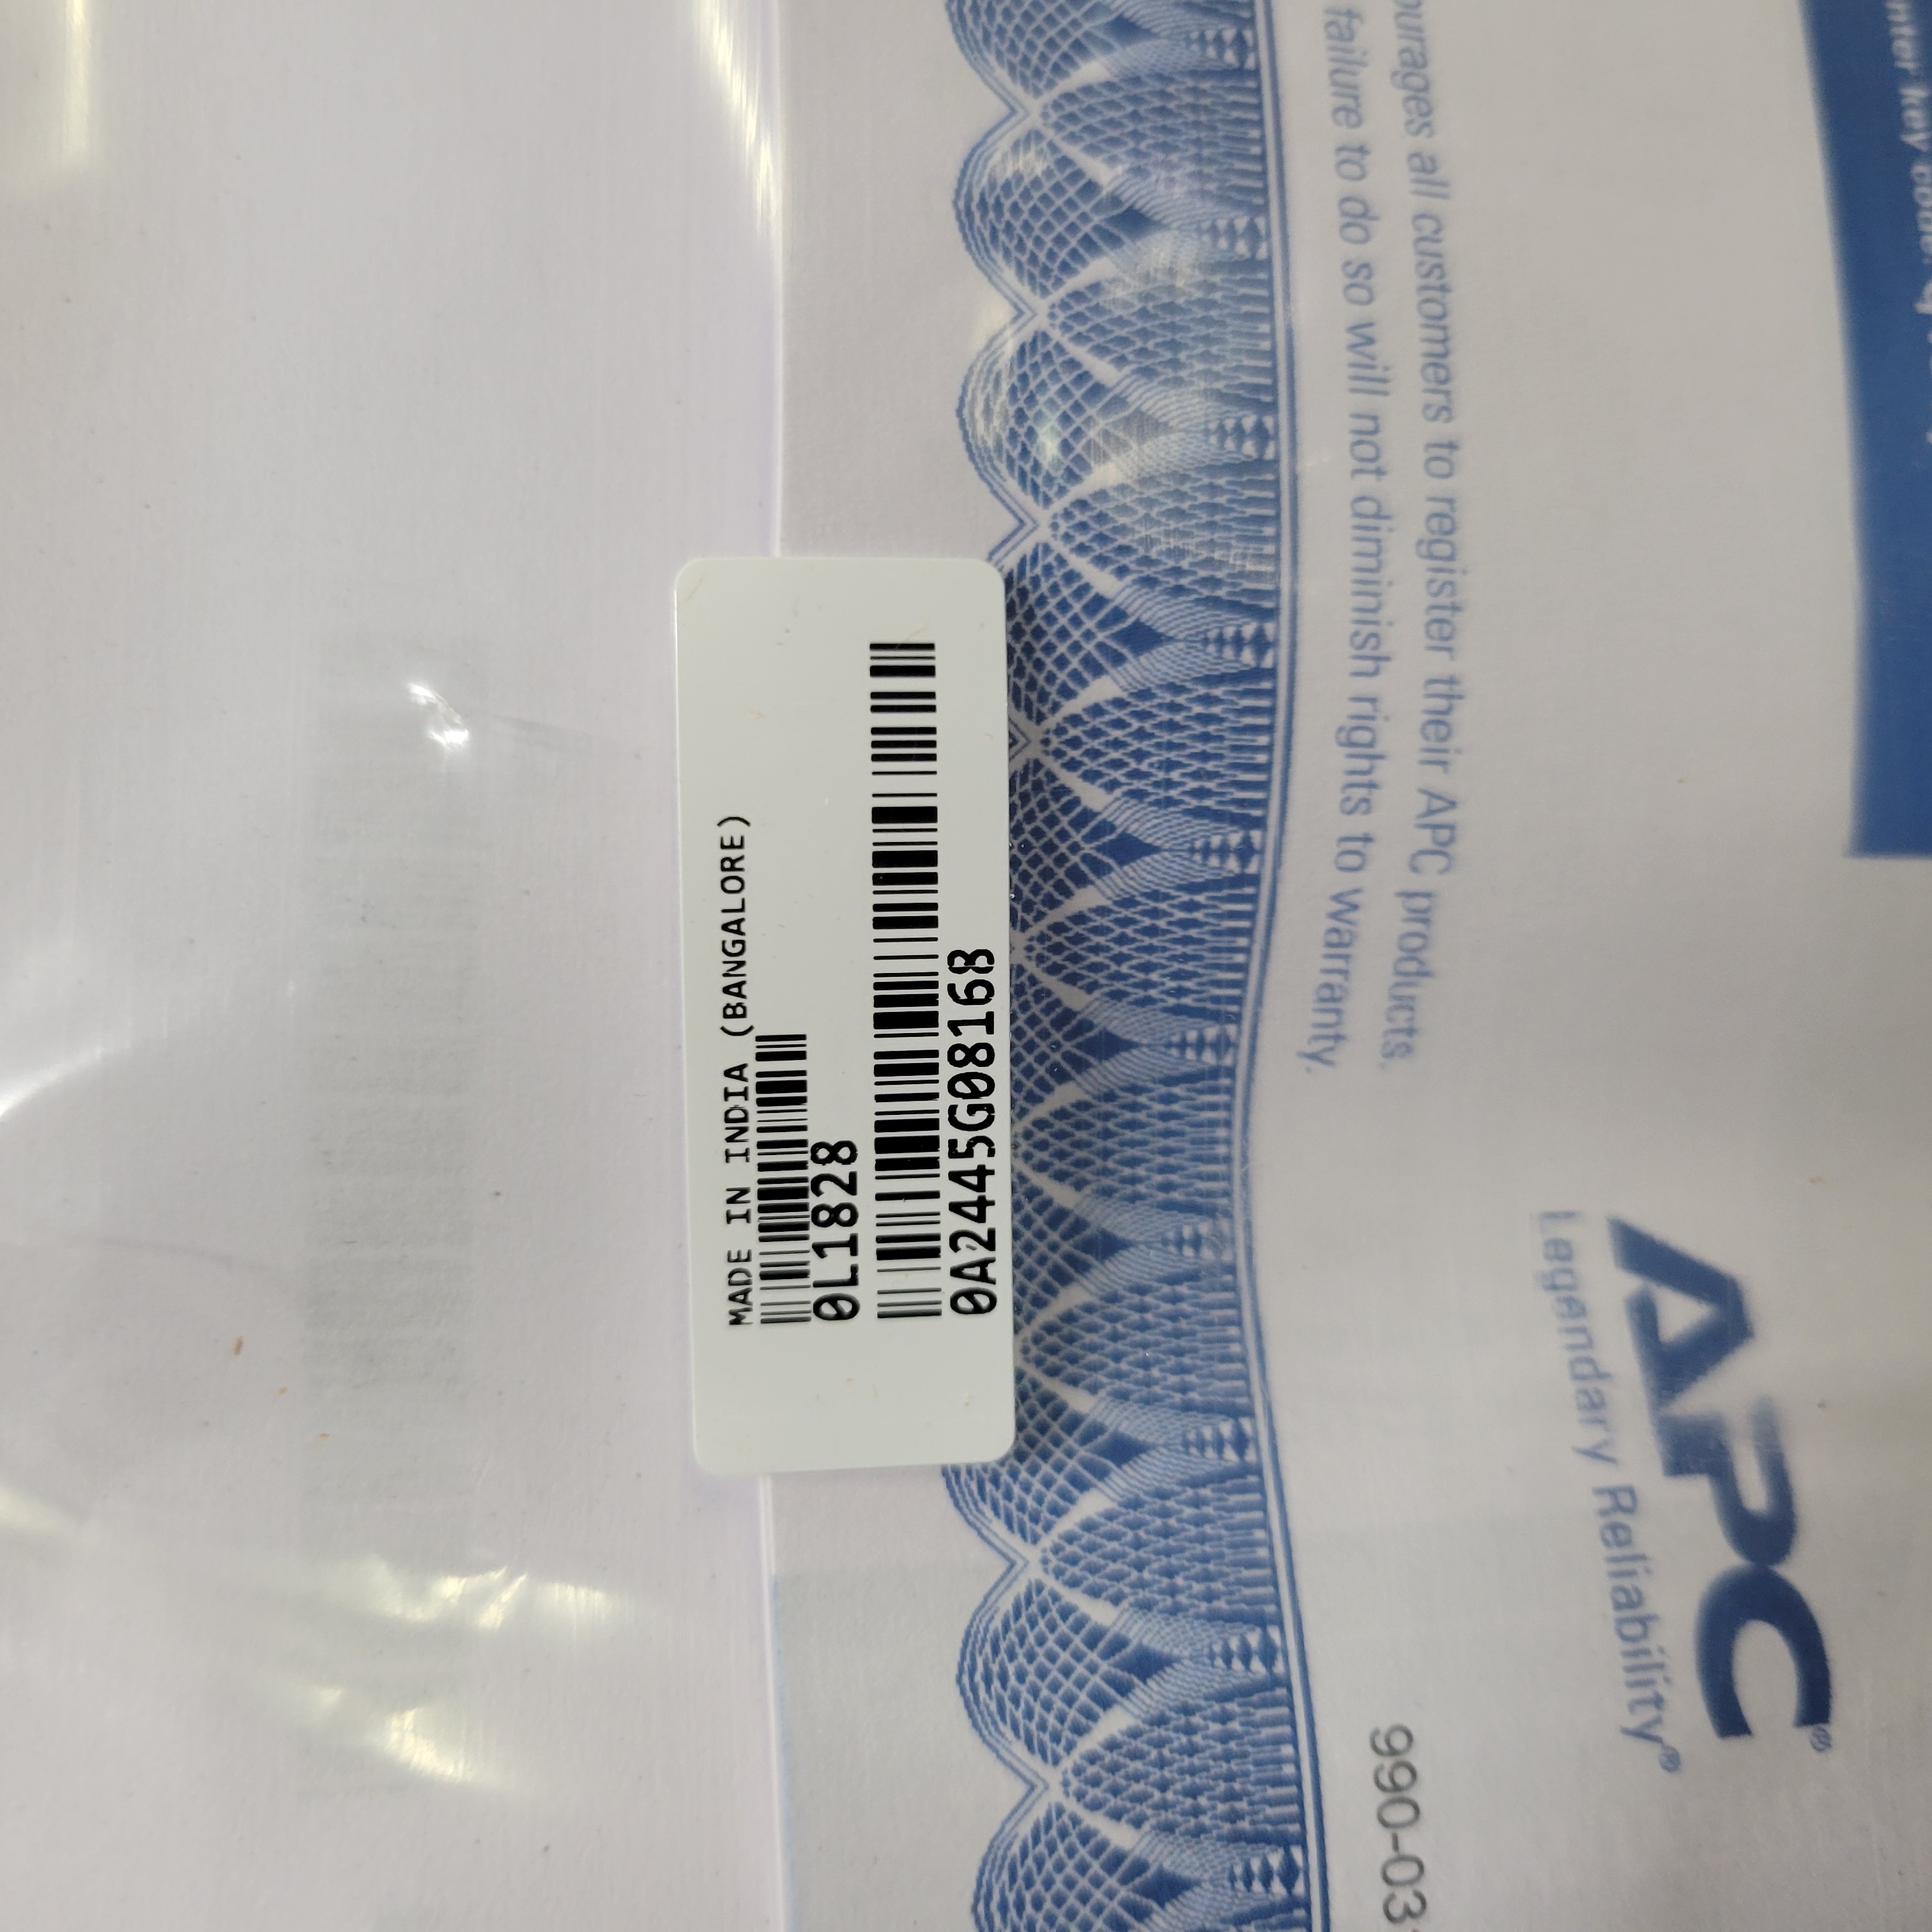 MADE IN INDIA (BANGALORE)
0L1828
0A2445G08168
all customers to register their APC products.
failure to do so will not diminish rights to warranty.
APC®
Legendary Reliability®
990-03
key